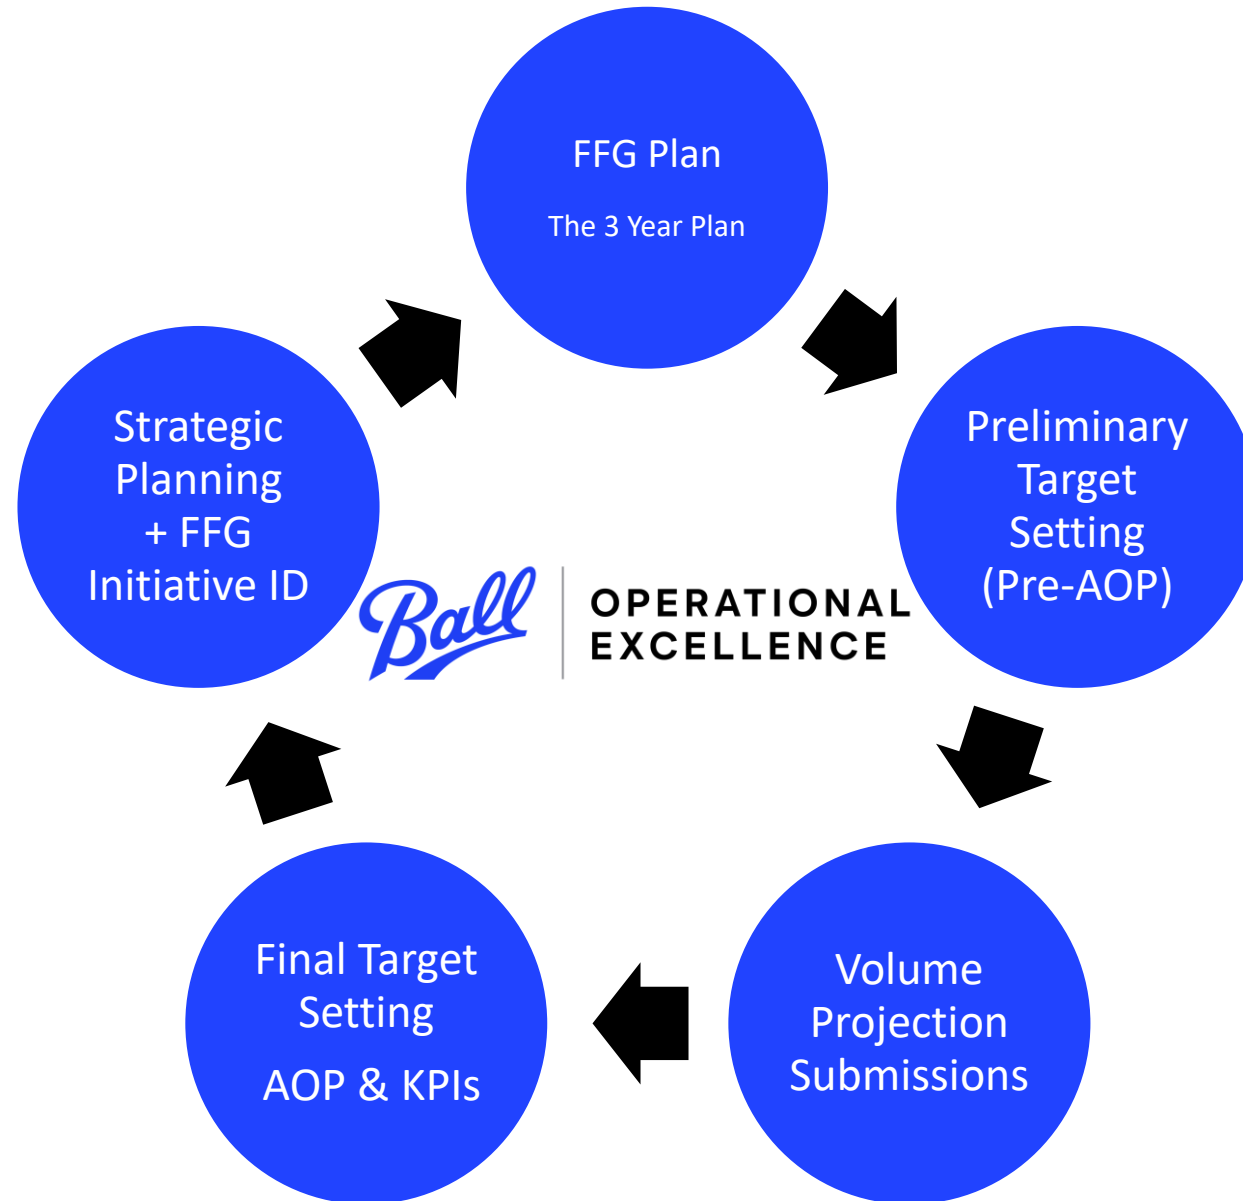 FFG Plan
The 3 Year Plan
Preliminary
Target
Setting
(Pre-AOP)
Volume
Projection
Submissions
Final Target
Setting
AOP & KPIs
Strategic
Planning
+ FFG
Initiative ID
Ball
OPERATIONAL
EXCELLENCE